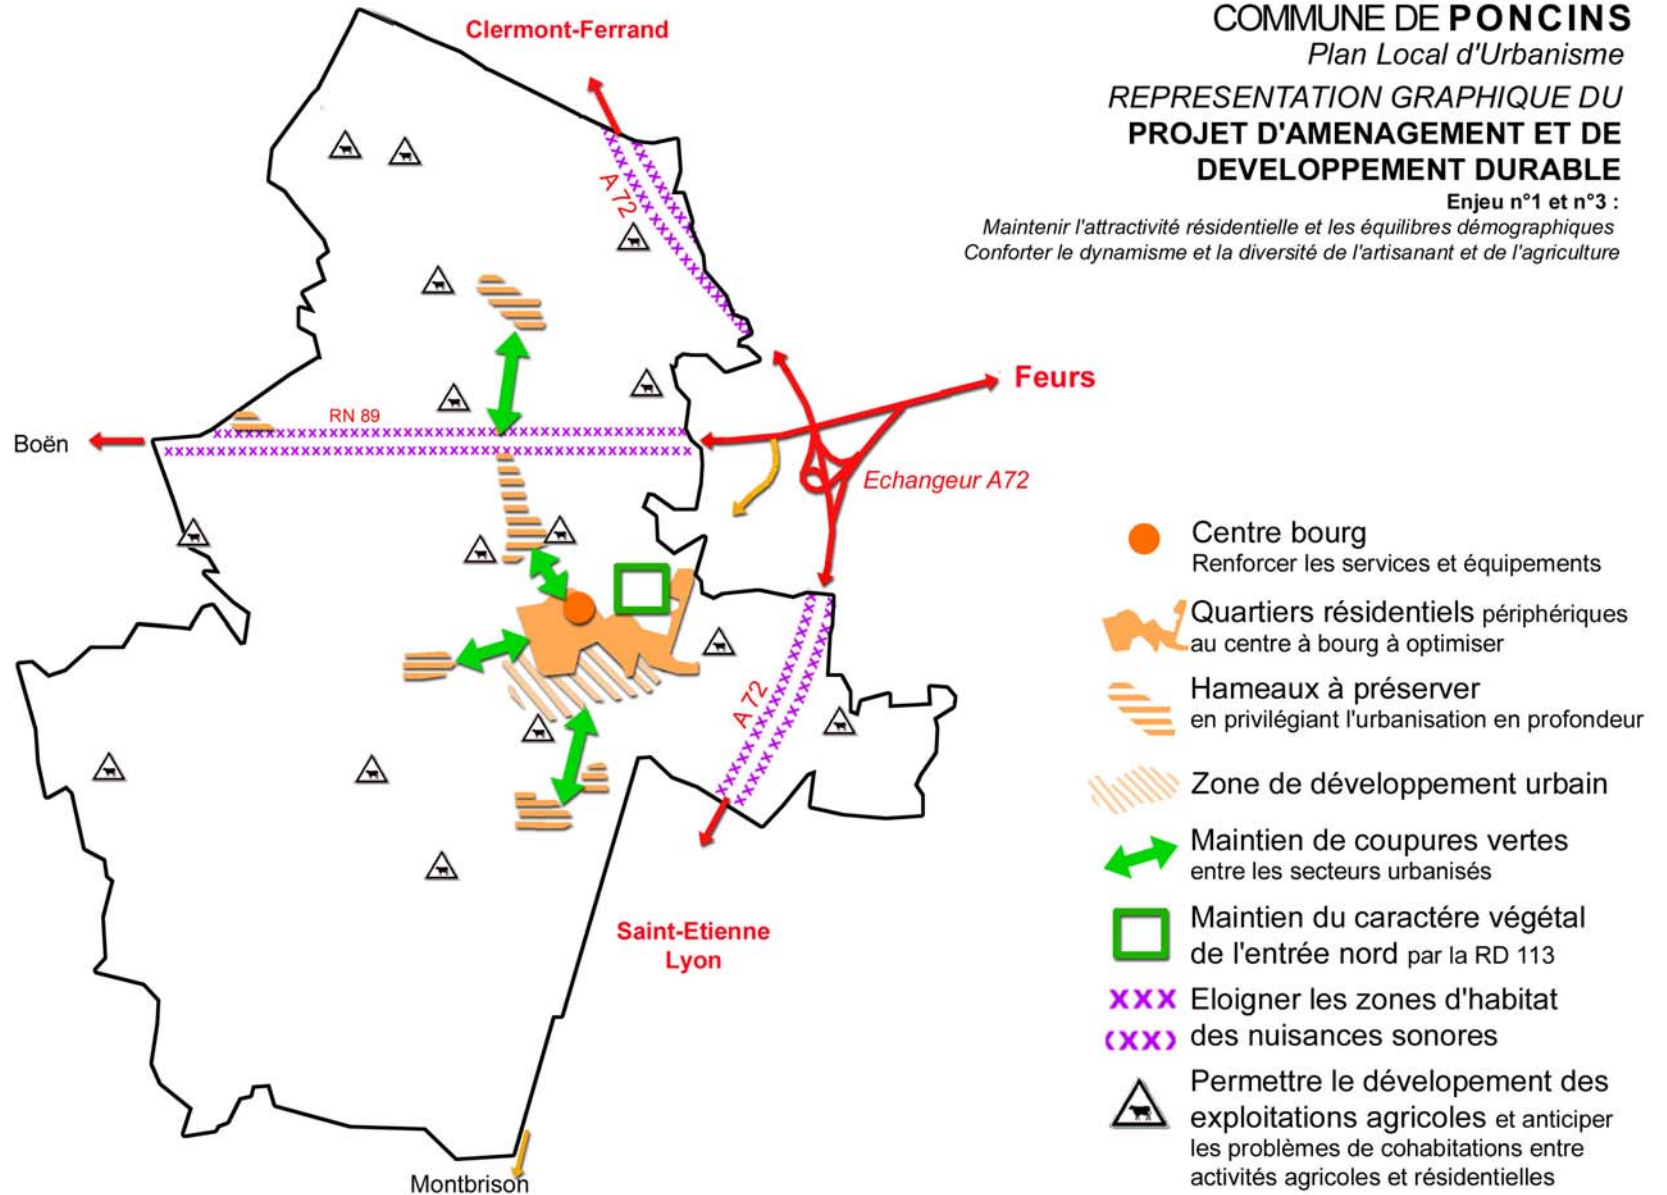 COMMUNE DE PONCINS
Plan Local d'Urbanisme
REPRESENTATION GRAPHIQUE DU
PROJET D'AMENAGEMENT ET DE
DEVELOPPEMENT DURABLE
Enjeu n°1 et n°3 :
Maintenir l'attractivité résidentielle et les équilibres démographiques
Conforter le dynamisme et la diversité de l'artisanant et de l'agriculture
Clermont-Ferrand
A 72
Feurs
RN 89
Boën
Echangeur A72
A 72
Saint-Etienne
Lyon
Montbrison
Centre bourg
Renforcer les services et équipements
Quartiers résidentiels périphériques
au centre à bourg à optimiser
Hameaux à préserver
en privilégiant l'urbanisation en profondeur
Zone de développement urbain
Maintien de coupures vertes
entre les secteurs urbanisés
Maintien du caractére végétal
de l'entrée nord par la RD 113
Eloigner les zones d'habitat
des nuisances sonores
Permettre le dévelopement des
exploitations agricoles et anticiper
les problèmes de cohabitations entre
activités agricoles et résidentielles